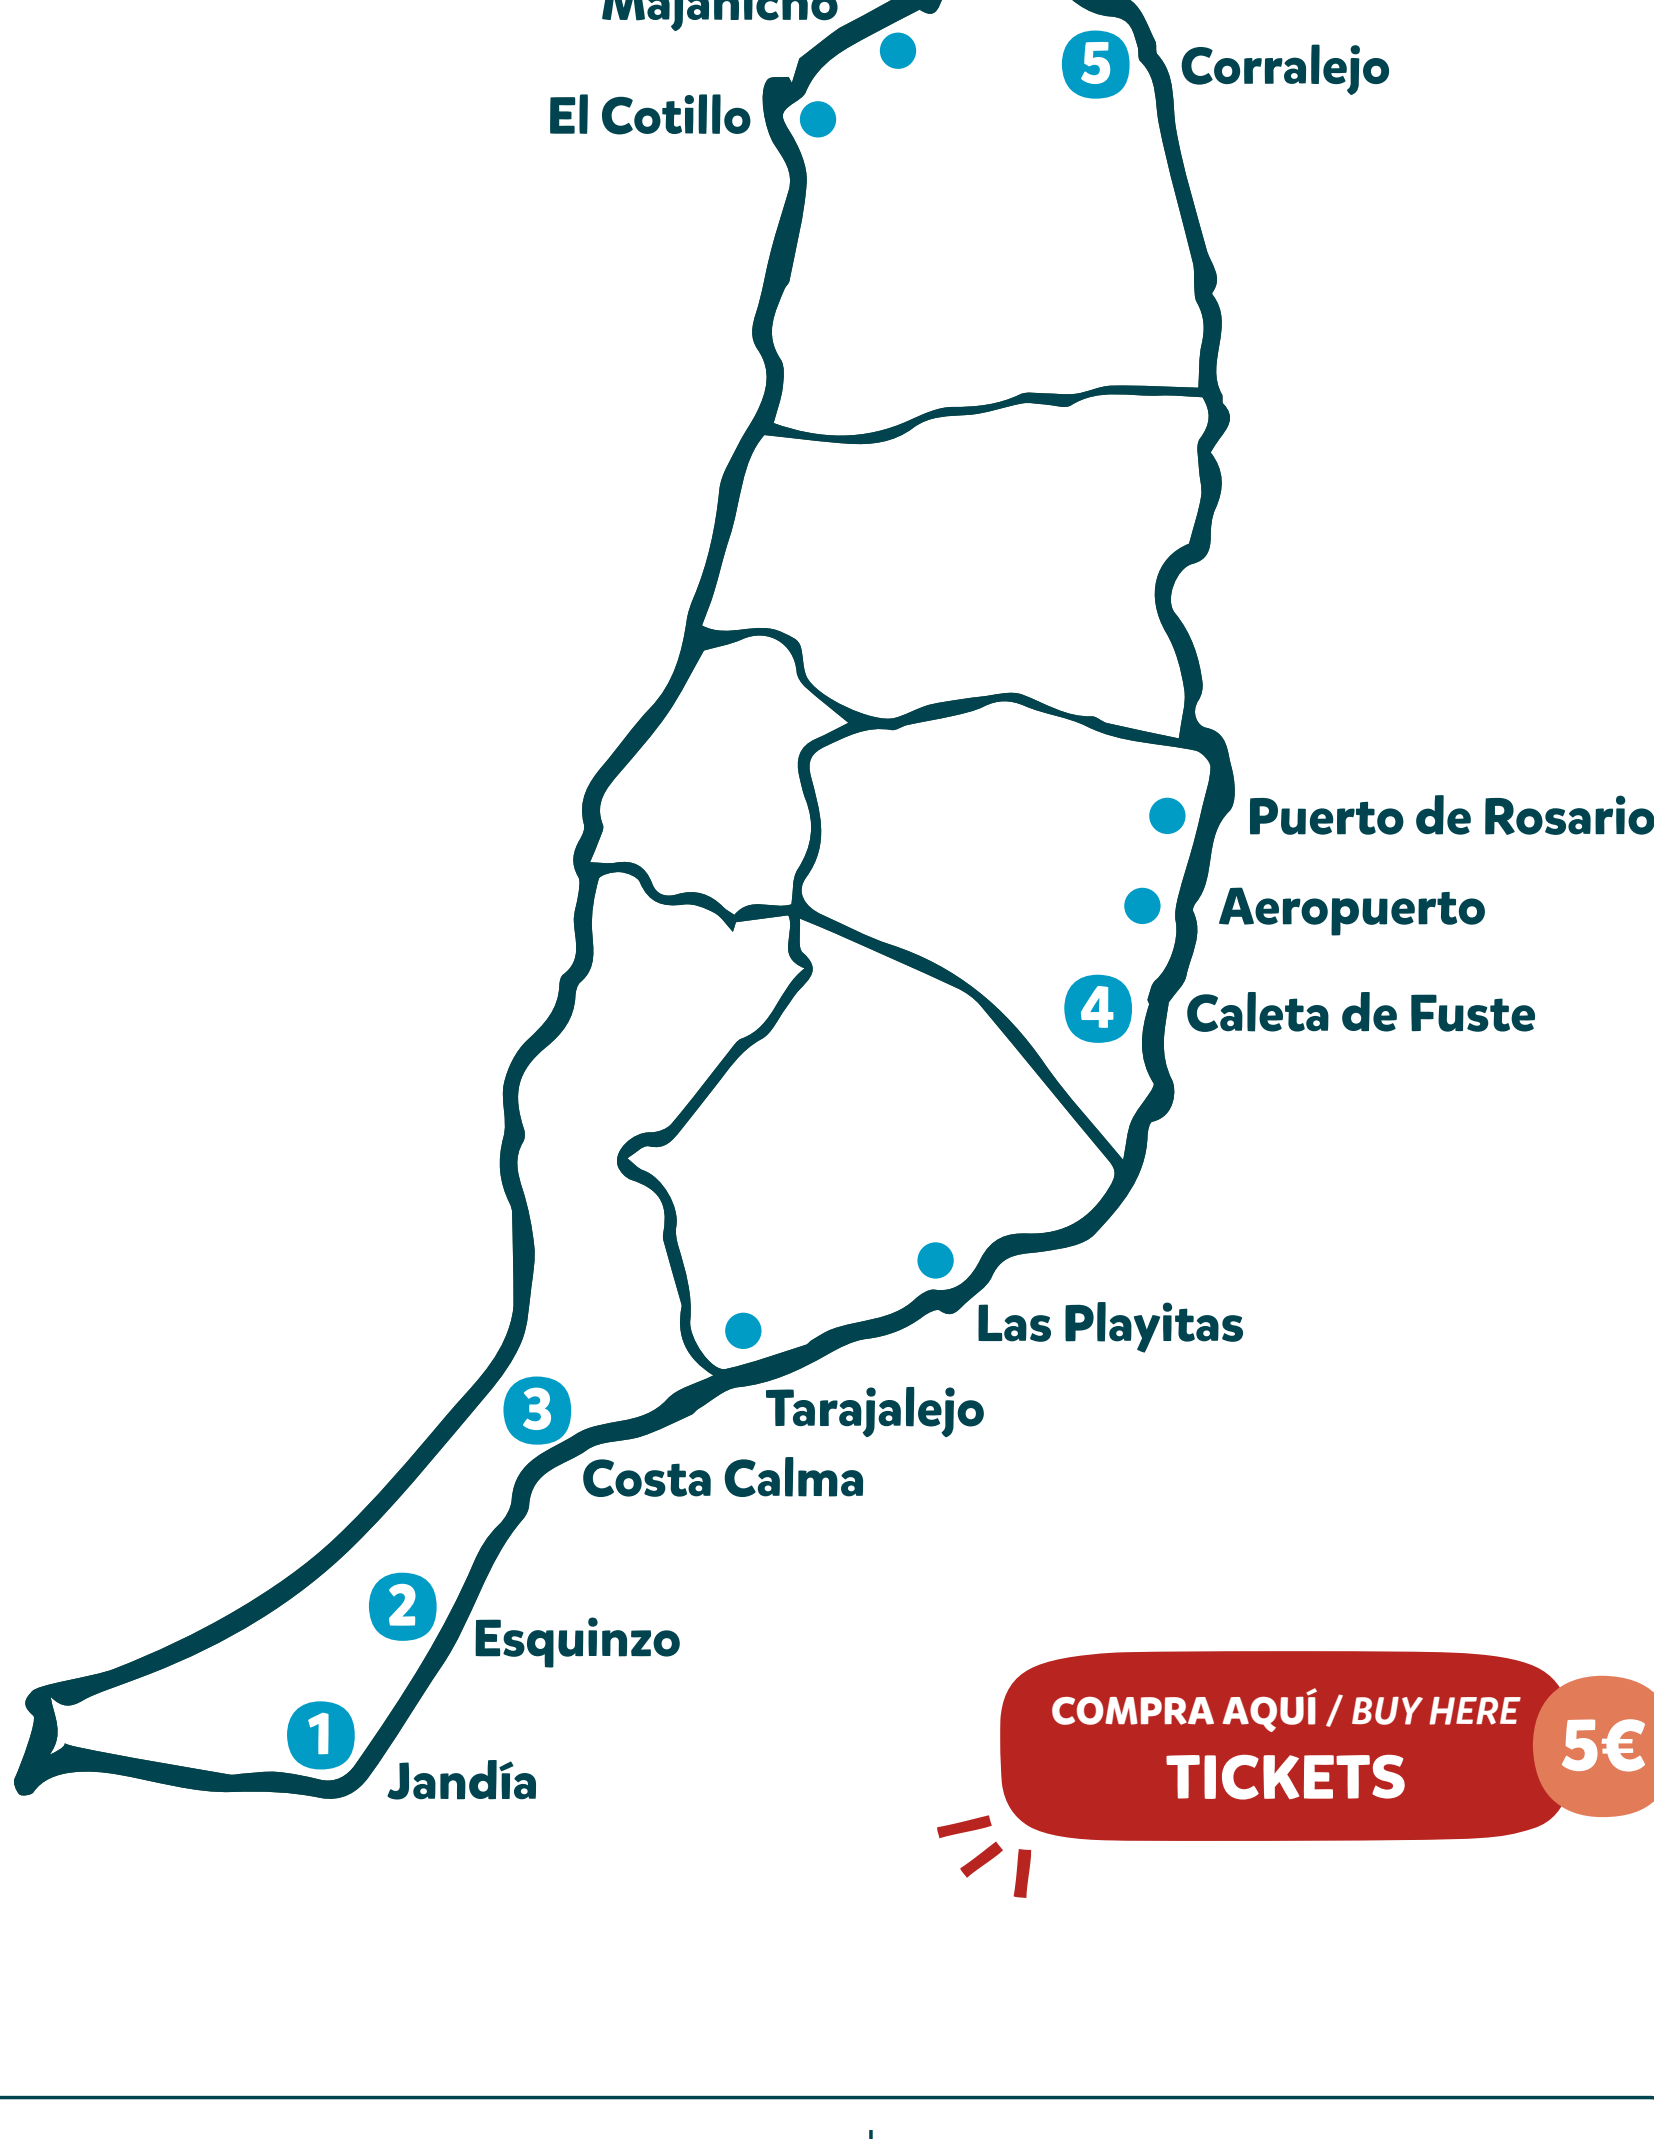 Majanicho
5 Corralejo
El Cotillo
Puerto de Rosario
Aeropuerto
4 Caleta de Fuste
Las Playitas
3
Tarajalejo
Costa Calma
2
Esquinzo
1
Jandía
COMPRA AQUÍ / BUY HERE
TICKETS
5€